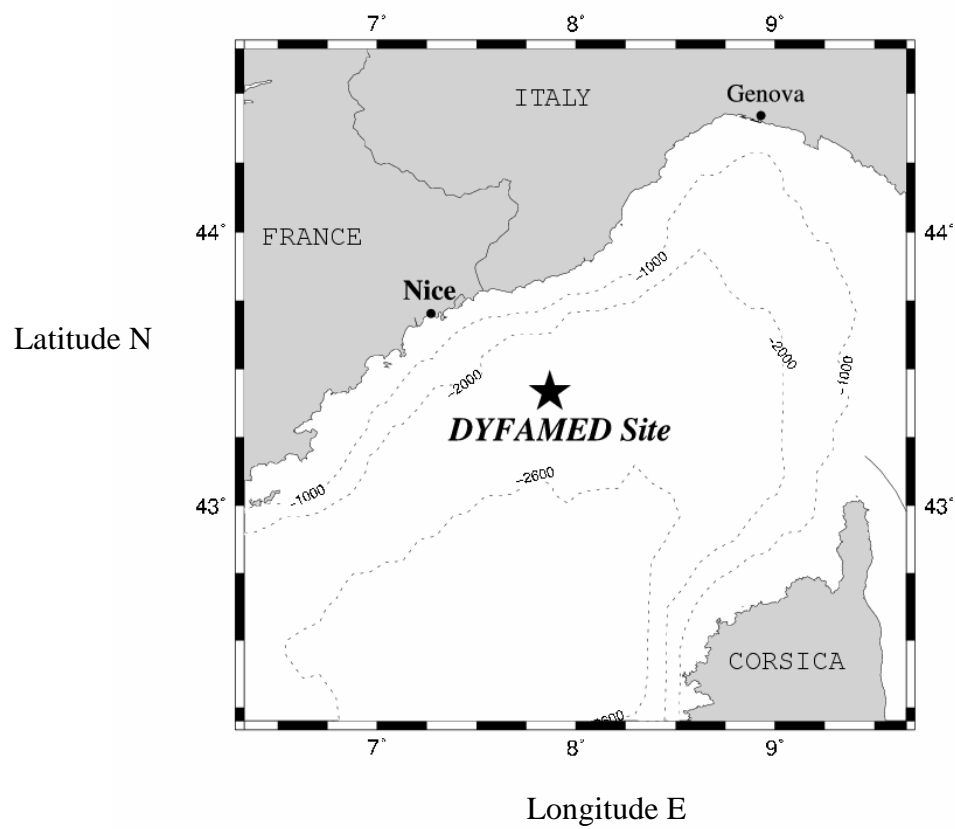 7° 8° 9°
Genova
ITALY
44° 44°
FRANCE
-1000
Nice
Latitude N
-2000
-2000
-1000
DYFAMED Site
-2600
-1000
43° 43°
CORSICA
7° 8° 9°
Longitude E